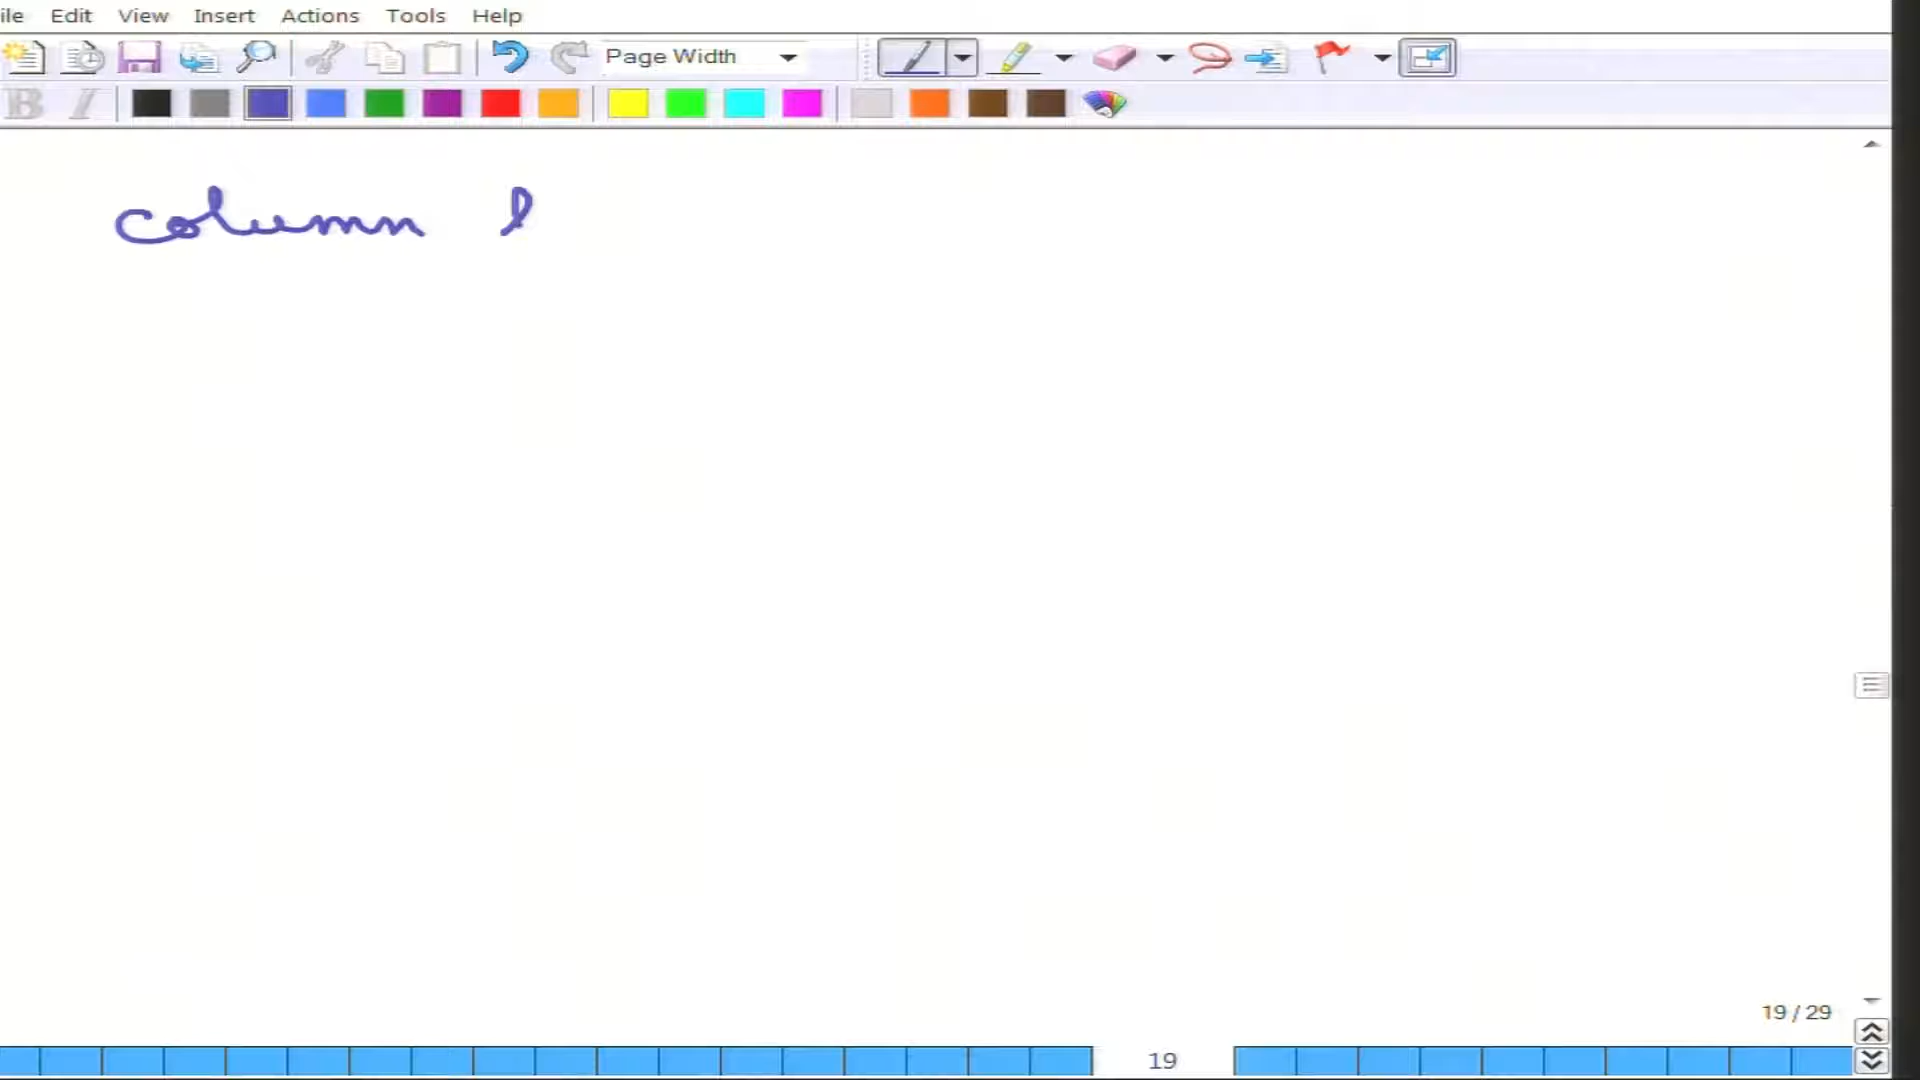 ile Edit View Insert Actions Tools Help
Page Width
B I
column l
19 / 29
19